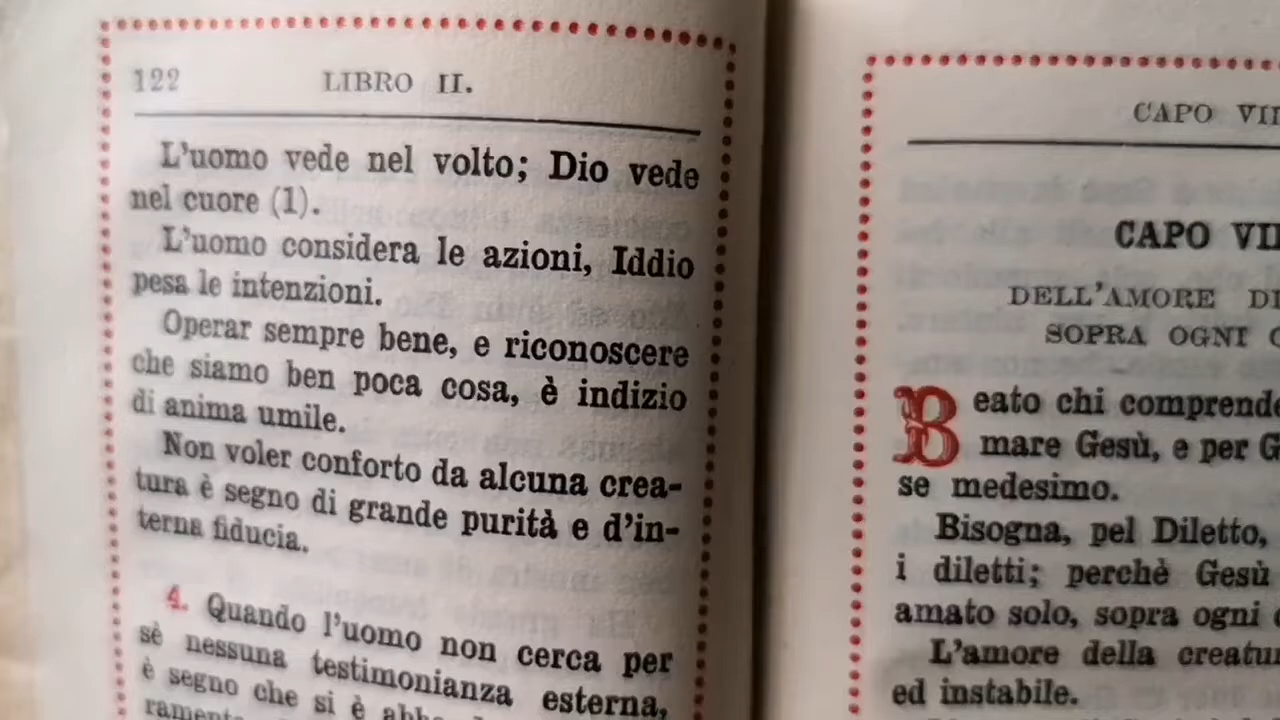 122 LIBRO II.
L'uomo vede nel volto; Dio vede
nel cuore (1).
L'uomo considera le azioni, Iddio
pesa le intenzioni.
Operar sempre bene, e riconoscere
che siamo ben poca cosa, è indizio
di anima umile.
Non voler conforto da alcuna crea-
tura è segno di grande purità e d'in-
terna fiducia.
4. Quando l'uomo non cerca per
sè nessuna testimonianza esterna,
è segno che si è
CAPO VII
CAPO VII
DELL'AMORE
SOPRA OGNI
Beato chi comprende
mare Gesù, e per
se medesimo.
Bisogna, pel Diletto,
i diletti; perchè Gesù
amato solo, sopra ogni
L'amore della
ed instabile.